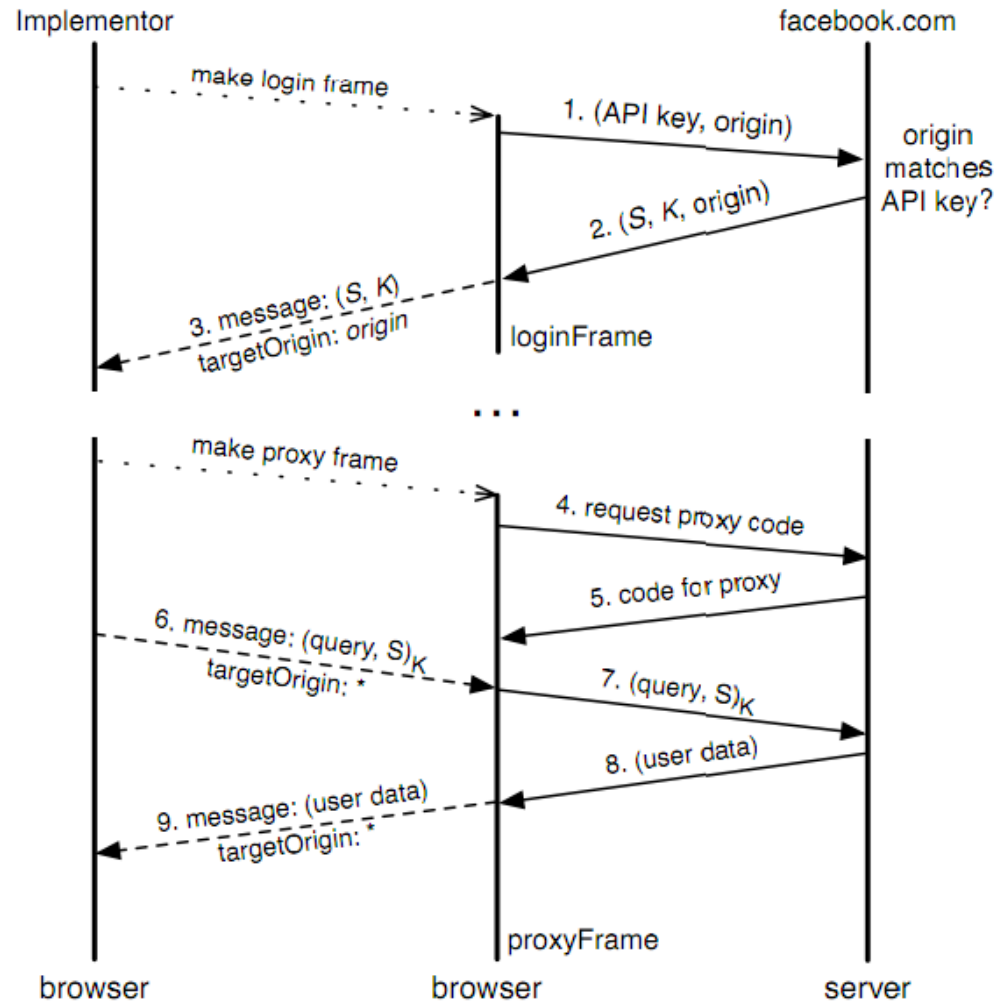 Implementor
facebook.com
make login frame
1. (API key, origin)
origin
matches
API key?
2. (S, K, origin)
3. message: (S, K)
targetOrigin: origin
loginFrame
...
make proxy frame
4. request proxy code
5. code for proxy
6. message: (query, S)K
targetOrigin: *
7. (query, S)K
8. (user data)
9. message: (user data)
targetOrigin: *
proxyFrame
browser
browser
server